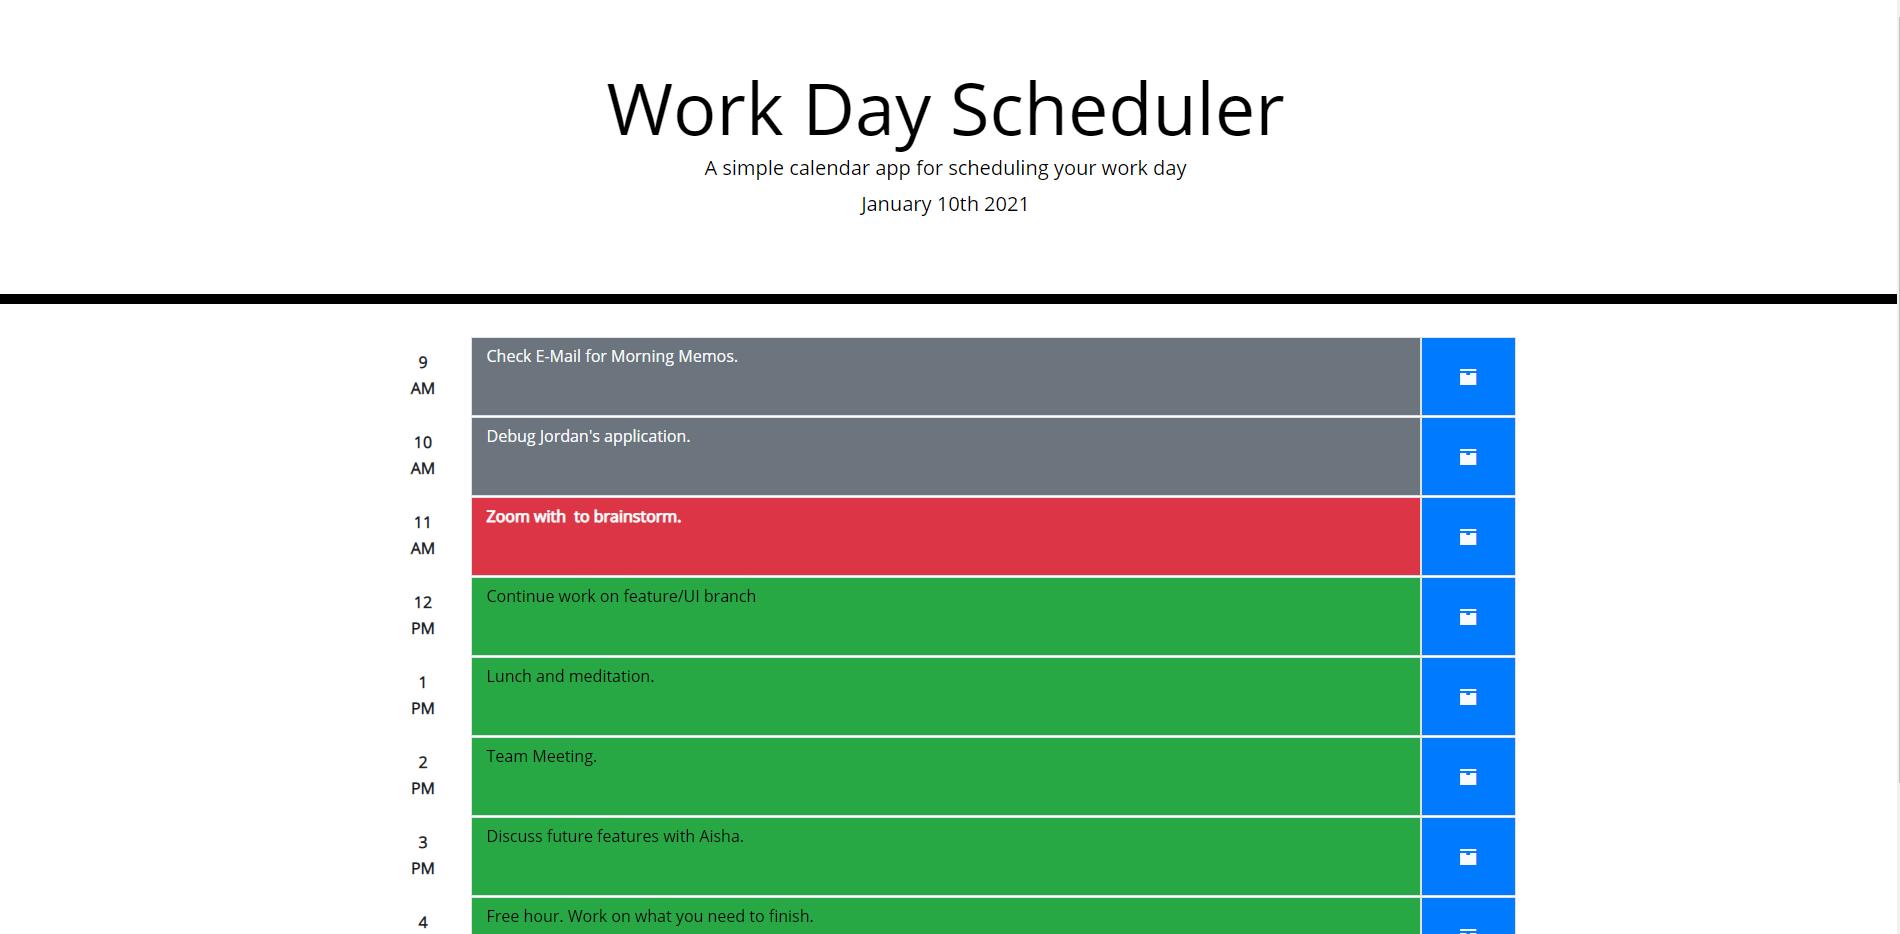 Work Day Scheduler
A simple calendar app for scheduling your work day
January 10th 2021
9
AM
Check E-Mail for Morning Memos.
10
AM
Debug Jordan's application.
11
AM
Zoom with  to brainstorm.
12
PM
Continue work on feature/UI branch
1
PM
Lunch and meditation.
2
PM
Team Meeting.
3
PM
Discuss future features with Aisha.
4
Free hour. Work on what you need to finish.